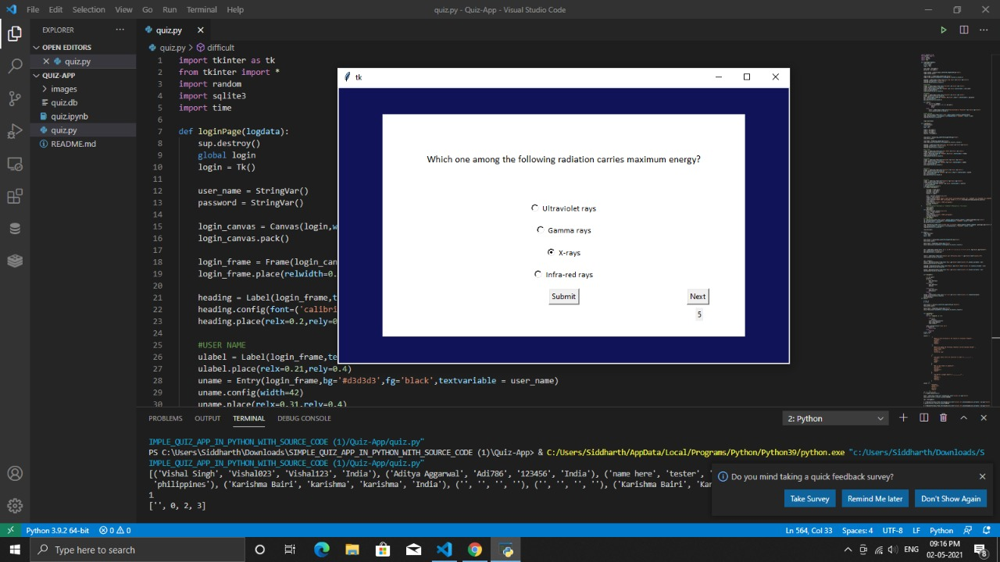 File Edit Selection View Go Run Terminal Help
quiz.py - Quiz-App - Visual Studio Code
EXPLORER
OPEN EDITORS
quiz.py
QUIZ-APP
images
quiz.db
quiz.ipynb
quiz.py
README.md
quiz.py
quiz.py > difficult
1 import tkinter as tk
2 from tkinter import *
3 import random
4 import sqlite3
5 import time
6
7 def loginPage(logdata):
8 sup.destroy()
9 global login
10 login = Tk()
11
12 user_name = StringVar()
13 password = StringVar()
14
15 login_canvas = Canvas(login,w
16 login_canvas.pack()
17
18 login_frame = Frame(login_can
19 login_frame.place(relwidth=0.
20
21 heading = Label(login_frame,t
22 heading.config(font=('calibri
23 heading.place(relx=0.2,rely=0
24
25 #USER NAME
26 ulabel = Label(login_frame,te
27 ulabel.place(relx=0.21,rely=0.4)
28 uname = Entry(login_frame,bg='#d3d3d3',fg='black',textvariable = user_name)
29 uname.config(width=42)
30 uname.place(relx=0.31,rely=0.4)
tk
Which one among the following radiation carries maximum energy?
Ultraviolet rays
Gamma rays
X-rays
Infra-red rays
Submit
Next
5
PROBLEMS OUTPUT TERMINAL DEBUG CONSOLE
2: Python
IMPLE_QUIZ_APP_IN_PYTHON_WITH_SOURCE_CODE (1)/Quiz-App/quiz.py"
PS C:\Users\Siddharth\Downloads\SIMPLE_QUIZ_APP_IN_PYTHON_WITH_SOURCE_CODE (1)\Quiz-App> & C:/Users/Siddharth/AppData/Local/Programs/Python/Python39/python.exe "c:/Users/Siddharth/Downloads/S
IMPLE_QUIZ_APP_IN_PYTHON_WITH_SOURCE_CODE (1)/Quiz-App/quiz.py"
[('Vishal Singh', 'Vishal023', 'Vishal123', 'India'), ('Aditya Aggarwal', 'Adi786', '123456', 'India'), ('name here', 'tester', '
'philippines'), ('Karishma Bairi', 'karishma', 'karishma', 'India'), ('', '', '', ''), ('', '', '', ''), ('Karishma Bairi', 'Kar
1
['', 0, 2, 3]
Do you mind taking a quick feedback survey?
Take Survey
Remind Me later
Don't Show Again
Python 3.9.2 64-bit 0 0
Ln 564, Col 33 Spaces: 4 UTF-8 LF Python
Type here to search
ENG
09:16 PM
02-05-2021
8